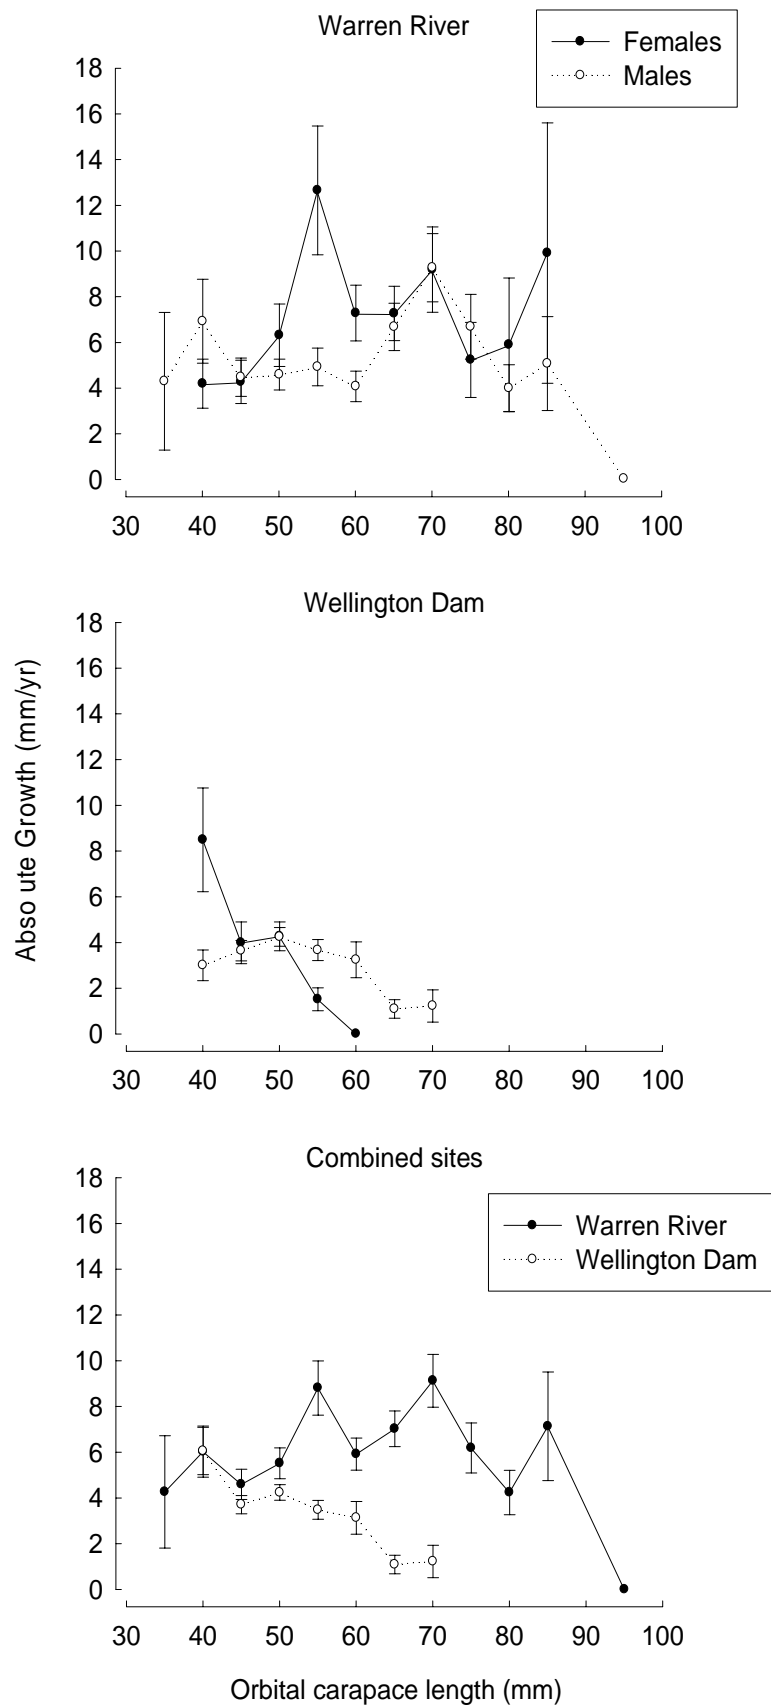 Warren River
Females
Males
18
16
14
12
10
8
6
4
2
0
30 40 50 60 70 80 90 100
Wellington Dam
18
16
14
12
10
8
6
4
2
0
30 40 50 60 70 80 90 100
Abso ute Growth (mm/yr)
Combined sites
Warren River
Wellington Dam
18
16
14
12
10
8
6
4
2
0
30 40 50 60 70 80 90 100
Orbital carapace length (mm)